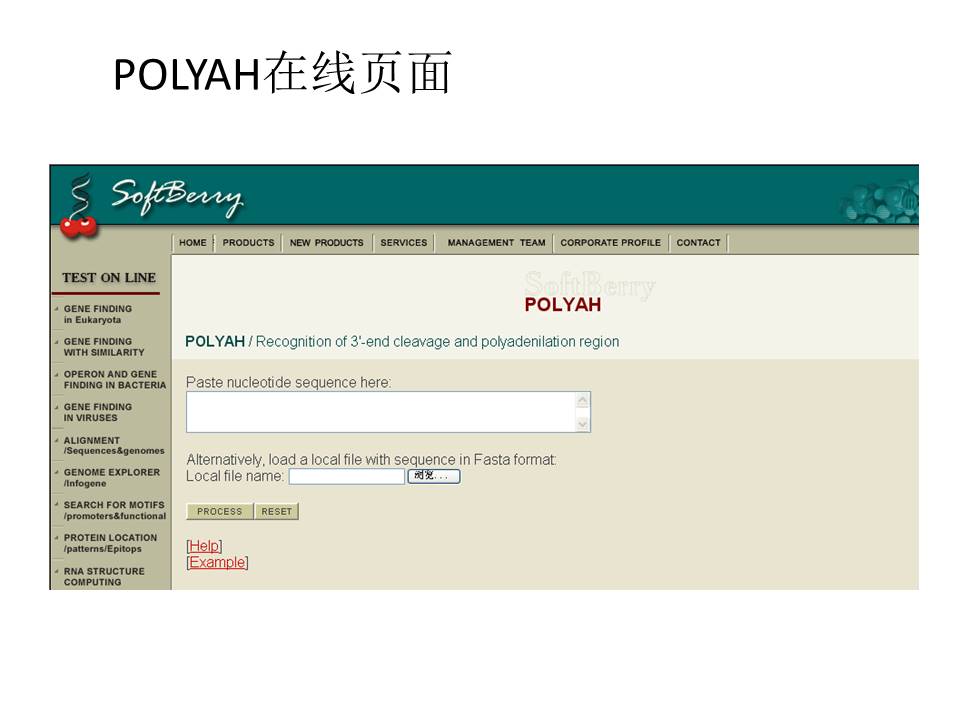 POLYAH在线页面
SoftBerry
HOME PRODUCTS NEW PRODUCTS SERVICES MANAGEMENT TEAM CORPORATE PROFILE CONTACT
TEST ON LINE
GENE FINDING
in Eukaryota
GENE FINDING
WITH SIMILARITY
OPERON AND GENE
FINDING IN BACTERIA
GENE FINDING
IN VIRUSES
ALIGNMENT
/Sequences&genomes
GENOME EXPLORER
/Infogene
SEARCH FOR MOTIFS
/promoters&functional
PROTEIN LOCATION
/patterns/Epitops
RNA STRUCTURE
COMPUTING
SoftBerry
POLYAH
POLYAH / Recognition of 3'-end cleavage and polyadenilation region
Paste nucleotide sequence here:
Alternatively, load a local file with sequence in Fasta format:
Local file name: 浏览...
PROCESS RESET
[Help]
[Example]